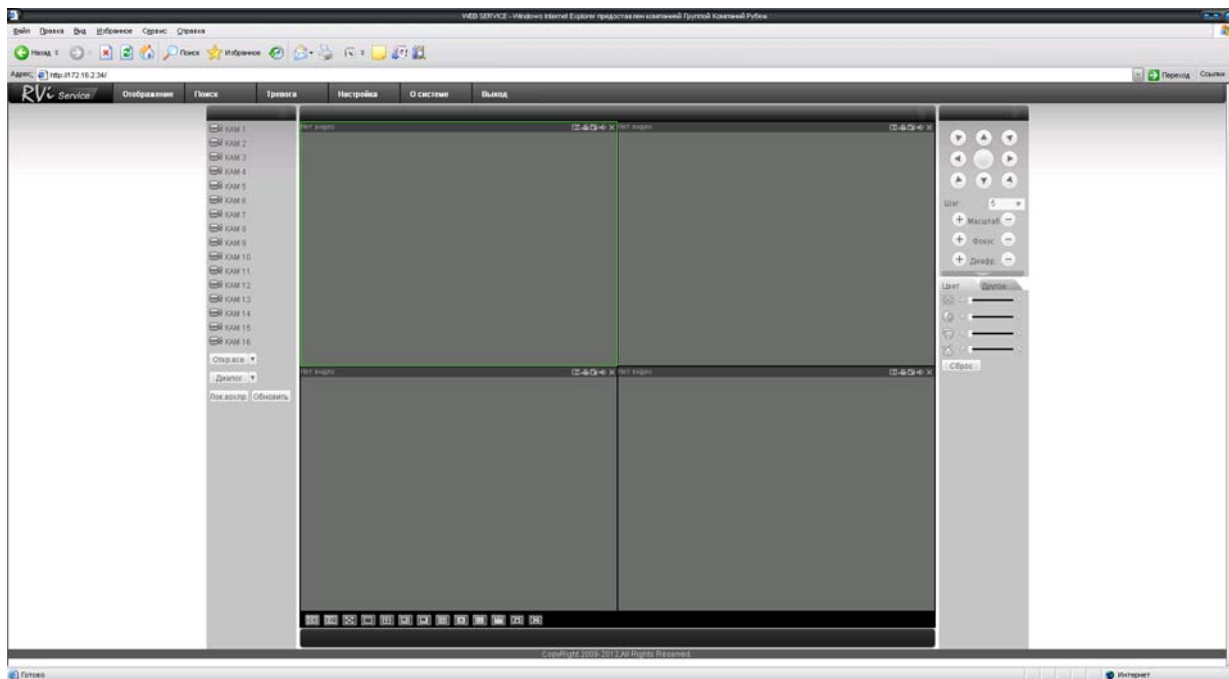 WEB SERVICE - Windows Internet Explorer предоставлен компанией Группой Компаний Рубеж
Файл Правка Вид Избранное Сервис Справка
Назад Поиск Избранное
Адрес: http://172.16.2.34/ Переход Ссылки
RVi Service Отображение Поиск Тревога Настройка О системе Выход
КАМ 1
КАМ 2
КАМ 3
КАМ 4
КАМ 5
КАМ 6
КАМ 7
КАМ 8
КАМ 9
КАМ 10
КАМ 11
КАМ 12
КАМ 13
КАМ 14
КАМ 15
КАМ 16
Откр.все
Диалог
Лок.воспр. Обновить
Нет видео
Нет видео
Нет видео
Нет видео
Шаг 5
Масштаб
Фокус
Диафр.
Цвет Другое
Сброс
CopyRight 2008-2012,All Rights Reserved.
Готово Интернет